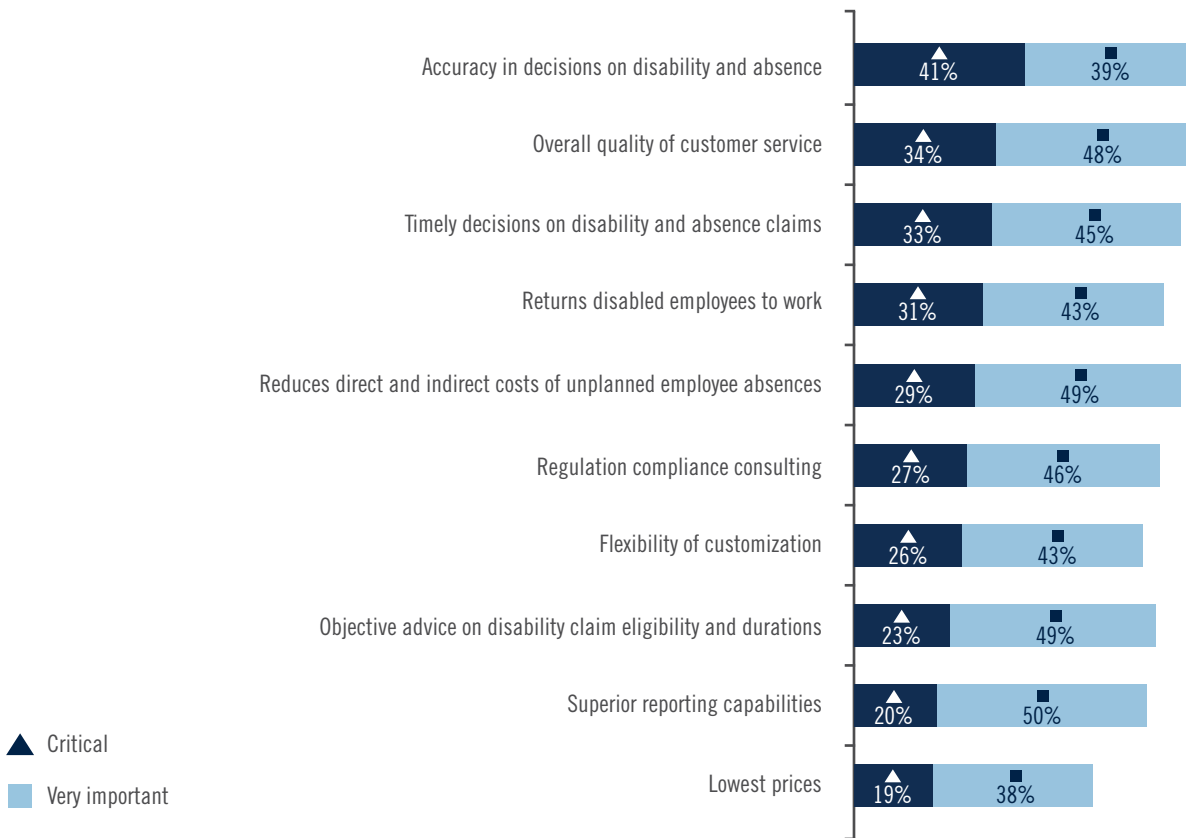 Accuracy in decisions on disability and absence
41%
39%
Overall quality of customer service
34%
48%
Timely decisions on disability and absence claims
33%
45%
Returns disabled employees to work
31%
43%
Reduces direct and indirect costs of unplanned employee absences
29%
49%
Regulation compliance consulting
27%
46%
Flexibility of customization
26%
43%
Objective advice on disability claim eligibility and durations
23%
49%
Superior reporting capabilities
20%
50%
Lowest prices
19%
38%
Critical
Very important